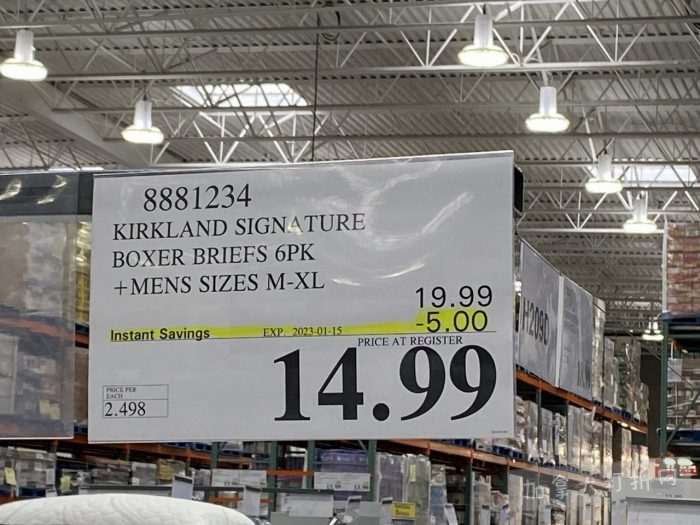 8881234
KIRKLAND SIGNATURE
BOXER BRIEFS 6PK
+MENS SIZES M-XL
19.99
Instant Savings EXP. 2023-01-15 -5.00
PRICE AT REGISTER
14.99
PRICE PER
EACH
2.498
H209D